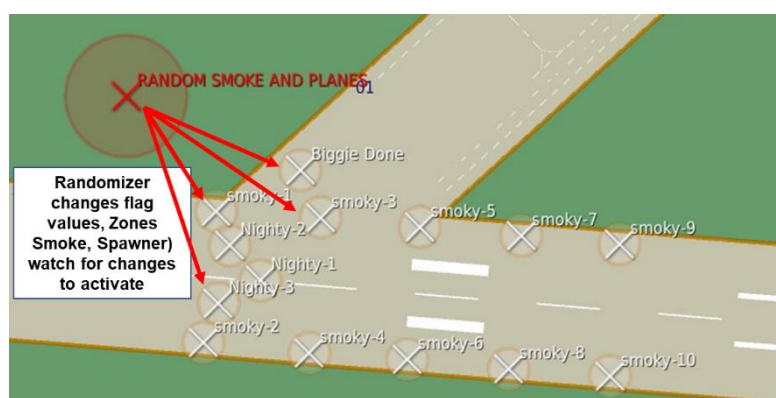 RANDOM SMOKE AND PLANES
01
Biggie Done
Randomizer
changes flag
values, Zones
Smoke, Spawner)
watch for changes
to activate
smoky-1
smoky-3
smoky-5
smoky-7
smoky-9
Nighty-2
Nighty-1
Nighty-3
smoky-2
smoky-4
smoky-6
smoky-8
smoky-10